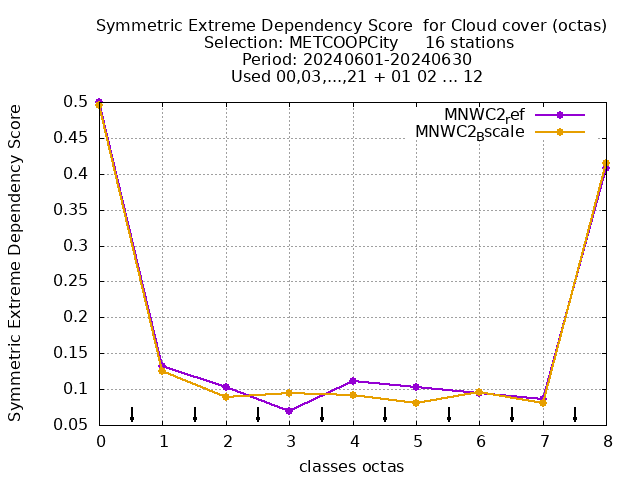 Symmetric Extreme Dependency Score  for Cloud cover (octas)
Selection: METCOOPCity     16 stations
Period: 20240601-20240630
Used 00,03,...,21 + 01 02 ... 12
MNWC2ref
MNWC2Bscale
Symmetric Extreme Dependency Score
0.5
0.45
0.4
0.35
0.3
0.25
0.2
0.15
0.1
0.05
0 1 2 3 4 5 6 7 8
classes octas